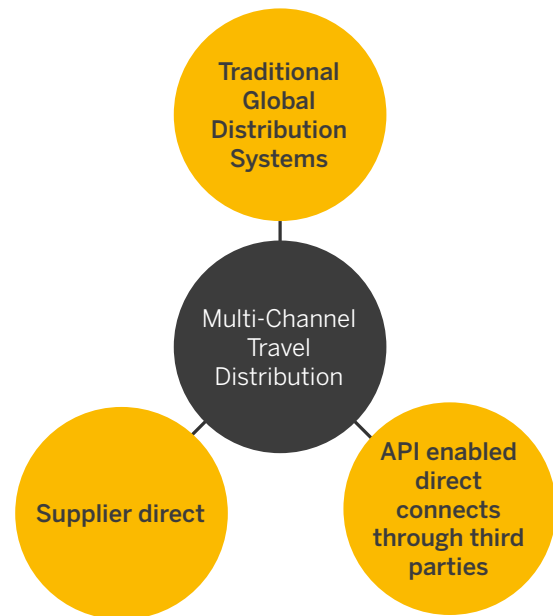 Traditional
Global
Distribution
Systems
Multi-Channel
Travel
Distribution
Supplier direct
API enabled
direct
connects
through third
parties